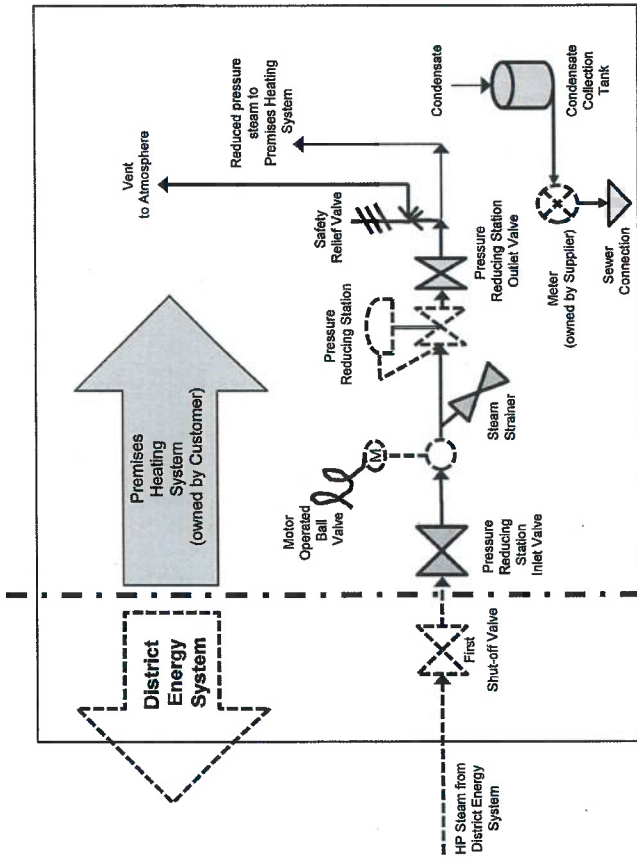 District
Energy
System
Premises
Heating
System
(owned by Customer)
HP Steam from
District Energy
System
First
Shut-off Valve
Pressure
Reducing
Station
Inlet Valve
Motor
Operated
Ball
Valve
M
Steam
Strainer
Pressure
Reducing Station
Pressure
Reducing Station
Outlet Valve
Safety
Relief Valve
Vent
to Atmosphere
Reduced pressure
steam to
Premises Heating
System
Condensate
Condensate
Collection
Tank
Meter
(owned by Supplier)
Sewer
Connection